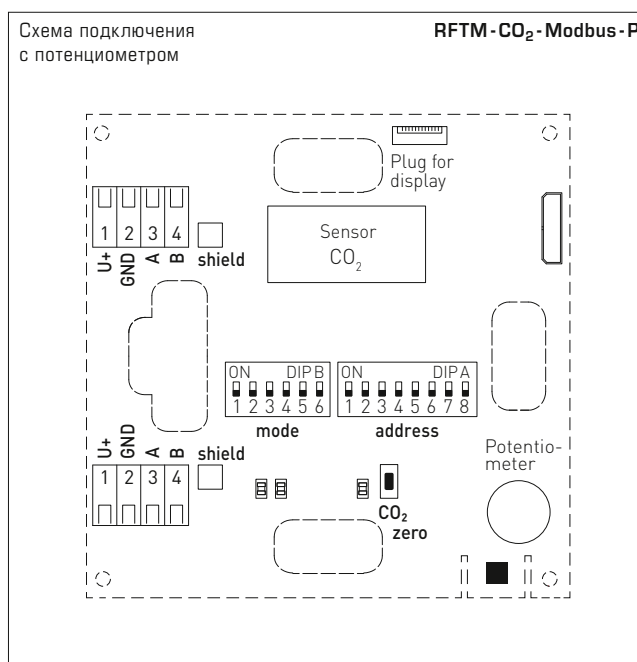 Схема подключения
с потенциометром
RFTM-CO₂-Modbus-P
Plug for
display
1 2 3 4
U+ GND A B shield
Sensor
CO₂
ON DIP B
1 2 3 4 5 6
mode
ON DIP A
1 2 3 4 5 6 7 8
address
U+ GND A B shield
1 2 3 4
Potentio-
meter
CO₂
zero